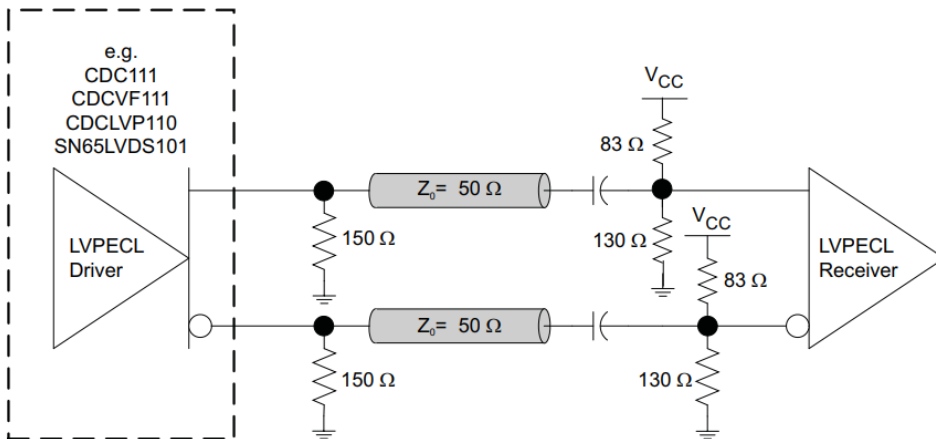 e.g.
CDC111
CDCVF111
CDCLVP110
SN65LVDS101
LVPECL
Driver
150 Ω
150 Ω
Z₀= 50 Ω
Z₀= 50 Ω
V_CC
83 Ω
130 Ω
V_CC
83 Ω
130 Ω
LVPECL
Receiver